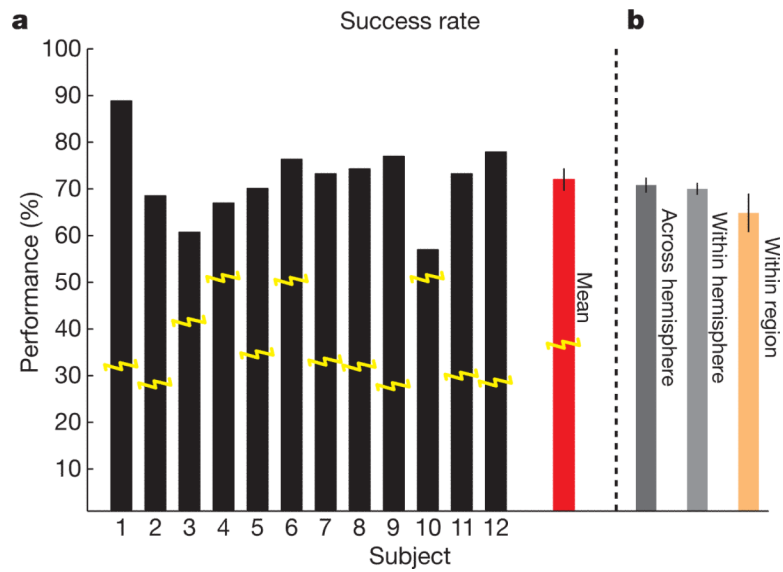 a
Success rate
b
Performance (%)
100
90
80
70
60
50
40
30
20
10
1 2 3 4 5 6 7 8 9 10 11 12
Subject
Mean
Across hemisphere
Within hemisphere
Within region